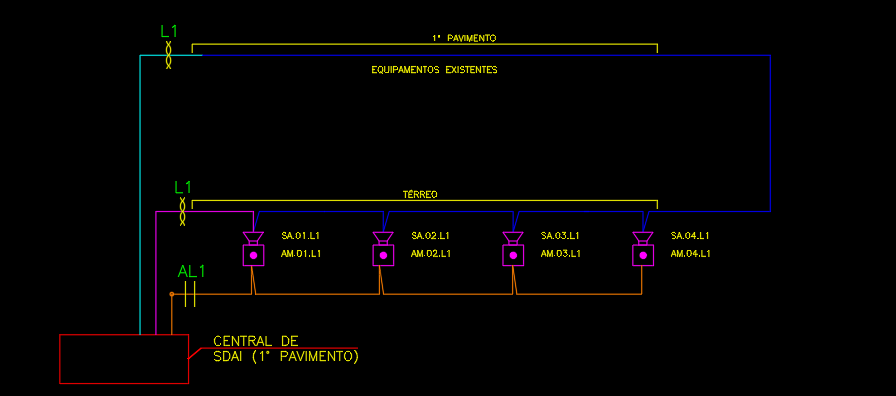 L1
1° PAVIMENTO
EQUIPAMENTOS EXISTENTES
L1
TÉRREO
SA.01.L1
SA.02.L1
SA.03.L1
SA.04.L1
AM.01.L1
AM.02.L1
AM.03.L1
AM.04.L1
AL1
CENTRAL DE
SDAI (1° PAVIMENTO)